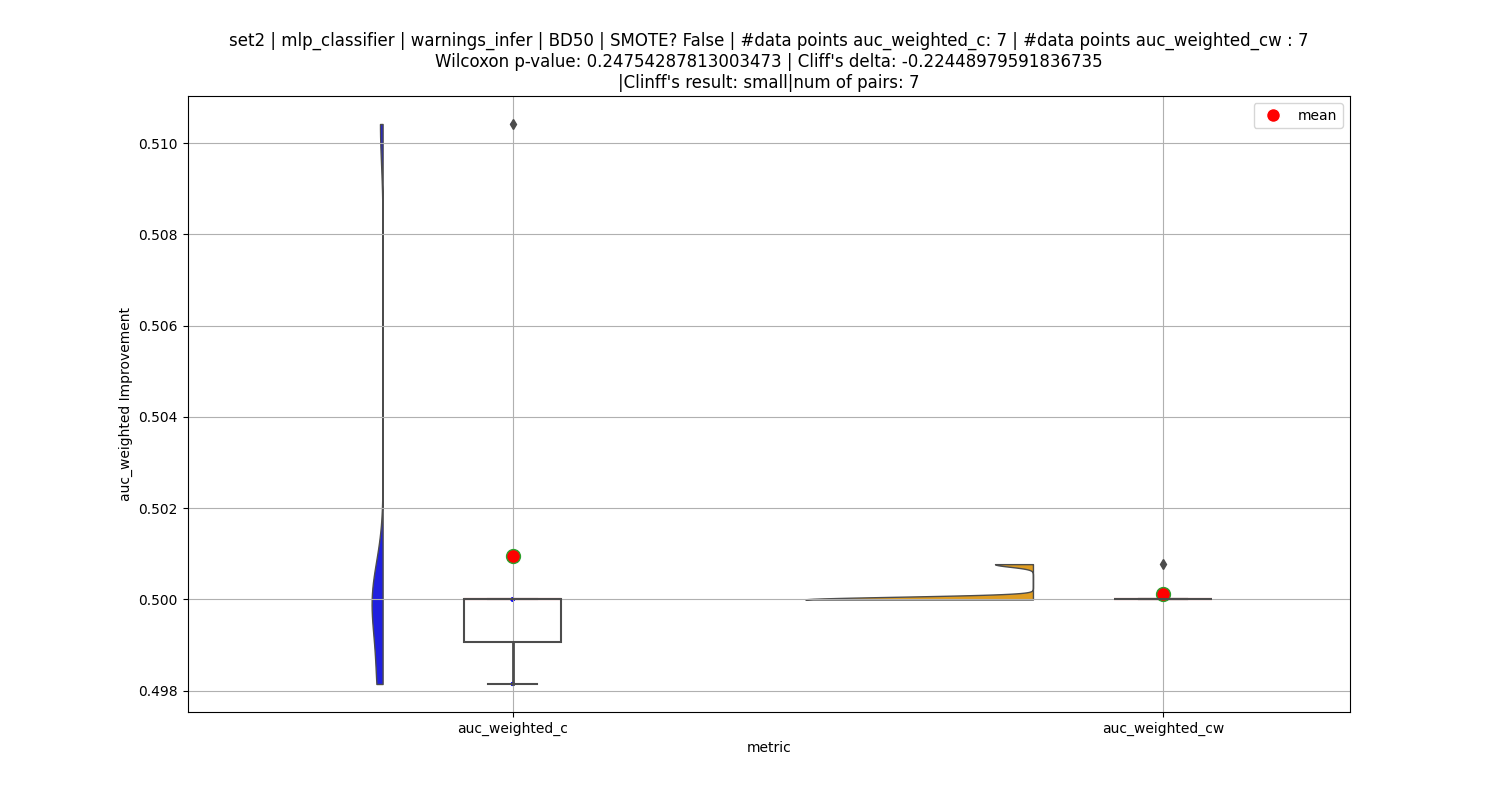 set2 | mlp_classifier | warnings_infer | BD50 | SMOTE? False | #data points auc_weighted_c: 7 | #data points auc_weighted_cw : 7
Wilcoxon p-value: 0.24754287813003473 | Cliff's delta: -0.22448979591836735
|Clinff's result: small|num of pairs: 7
mean
0.510
0.508
0.506
0.504
0.502
0.500
0.498
auc_weighted Improvement
auc_weighted_c
auc_weighted_cw
metric